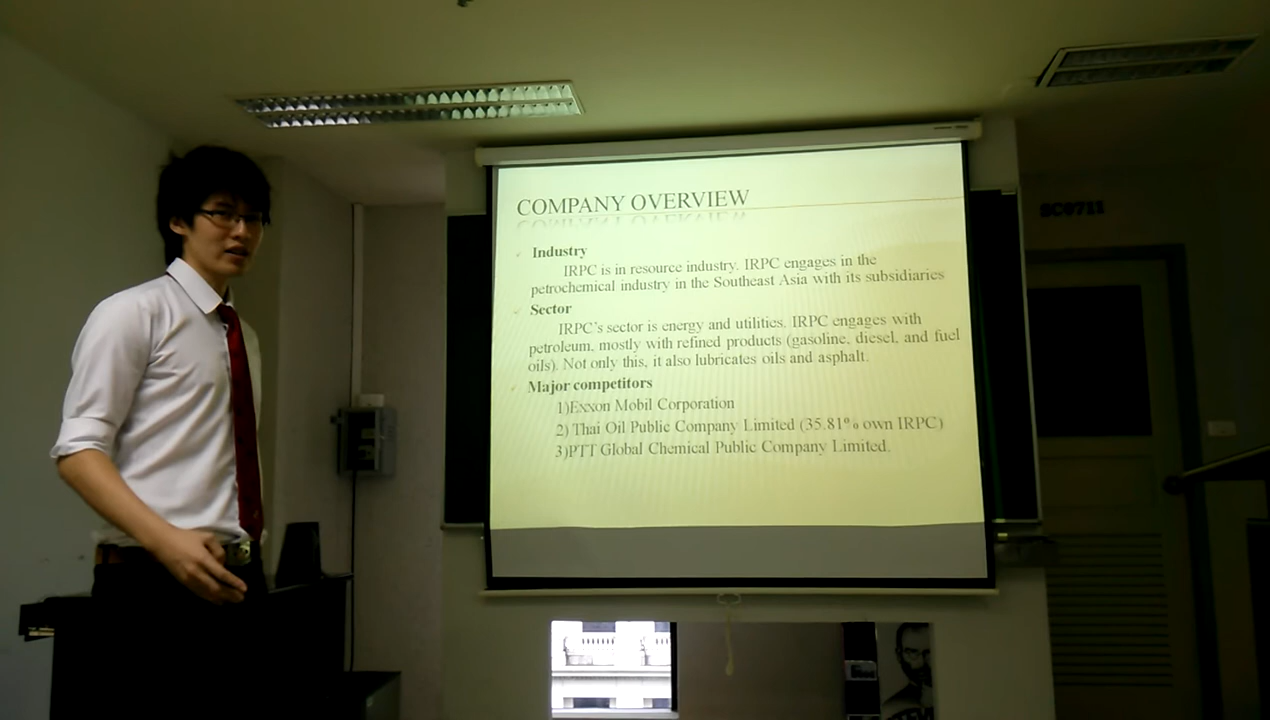 COMPANY OVERVIEW
Industry
IRPC is in resource industry. IRPC engages in the
petrochemical industry in the Southeast Asia with its subsidiaries
Sector
IRPC's sector is energy and utilities. IRPC engages with
petroleum, mostly with refined products (gasoline, diesel, and fuel
oils). Not only this, it also lubricates oils and asphalt.
Major competitors
1)Exxon Mobil Corporation
2) Thai Oil Public Company Limited (35.81% own IRPC)
3)PTT Global Chemical Public Company Limited.
SC0711